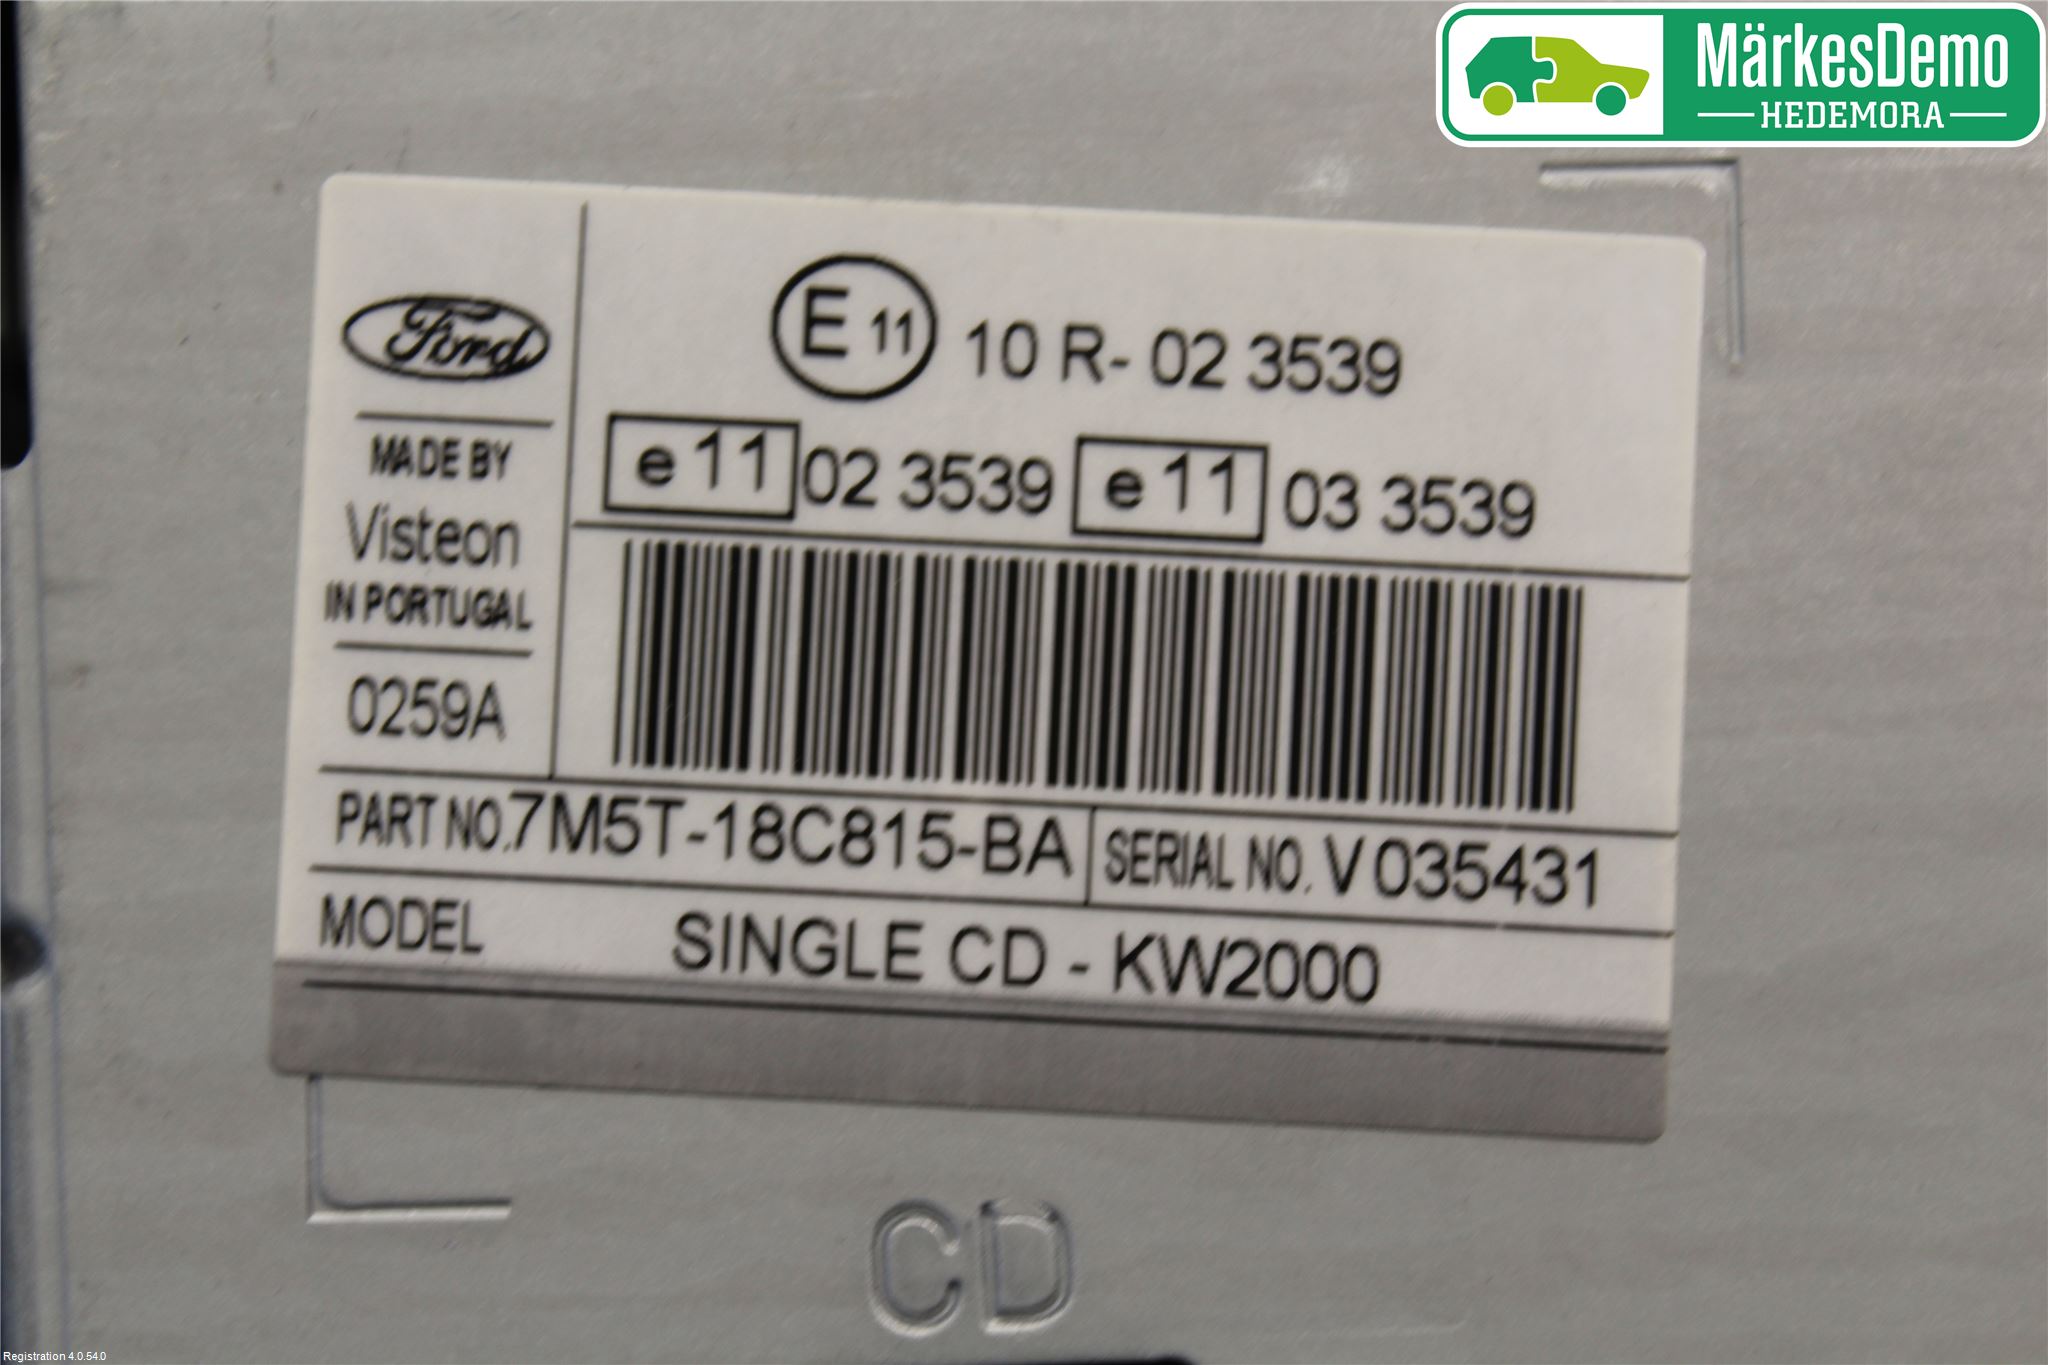 MärkesDemo
HEDEMORA
Ford
E 11 10 R- 02 3539
e 11 02 3539 e 11 03 3539
MADE BY
Visteon
IN PORTUGAL
0259A
PART NO. 7M5T-18C815-BA SERIAL NO. V 035431
MODEL SINGLE CD - KW2000
CD
Registration 4.0.54.0